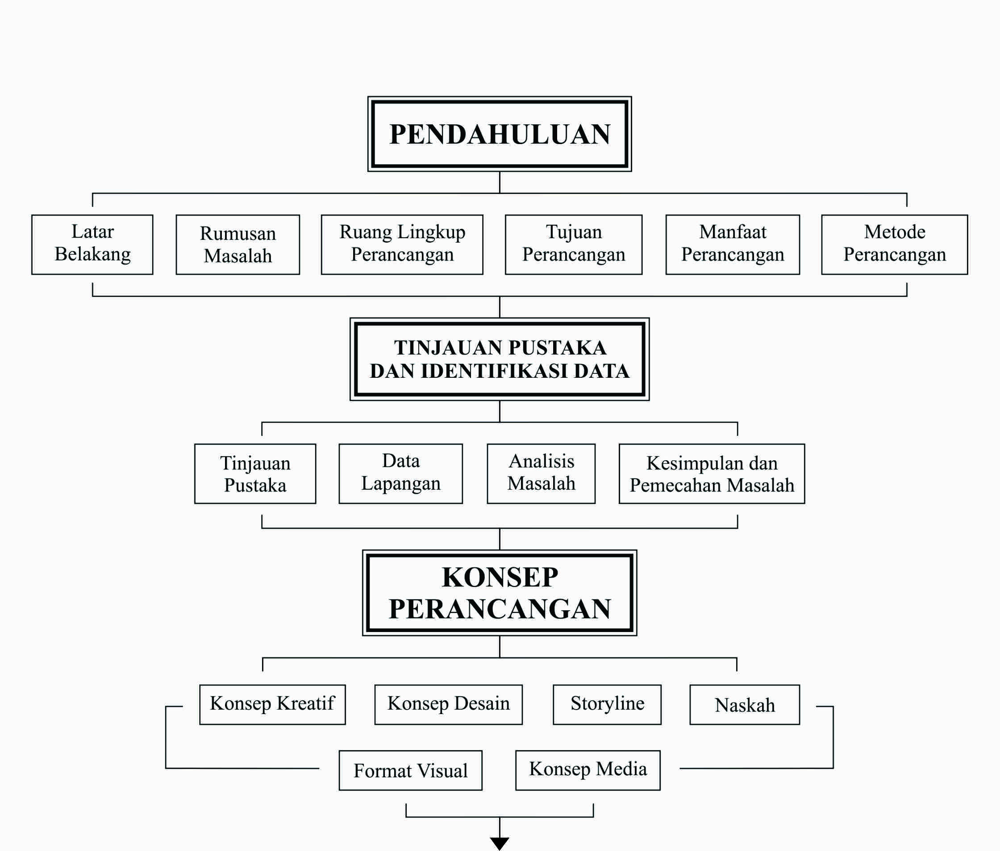 PENDAHULUAN
Latar
Belakang
Rumusan
Masalah
Ruang Lingkup
Perancangan
Tujuan
Perancangan
Manfaat
Perancangan
Metode
Perancangan
TINJAUAN PUSTAKA
DAN IDENTIFIKASI DATA
Tinjauan
Pustaka
Data
Lapangan
Analisis
Masalah
Kesimpulan dan
Pemecahan Masalah
KONSEP
PERANCANGAN
Konsep Kreatif
Konsep Desain
Storyline
Naskah
Format Visual
Konsep Media